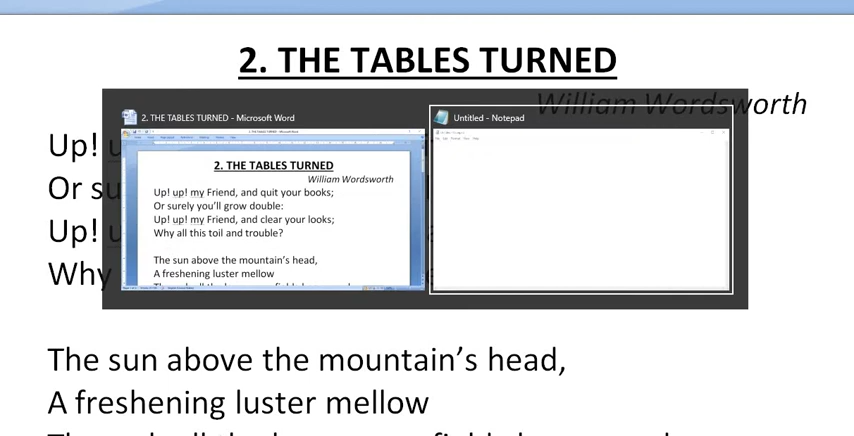 2. THE TABLES TURNED
William Wordsworth
2. THE TABLES TURNED - Microsoft Word
Untitled - Notepad
2. THE TABLES TURNED
William Wordsworth
Up! up! my Friend, and quit your books;
Or surely you'll grow double:
Up! up! my Friend, and clear your looks;
Why all this toil and trouble?
The sun above the mountain's head,
A freshening luster mellow
Up!
Or
Up!
Why
The sun above the mountain's head,
A freshening luster mellow